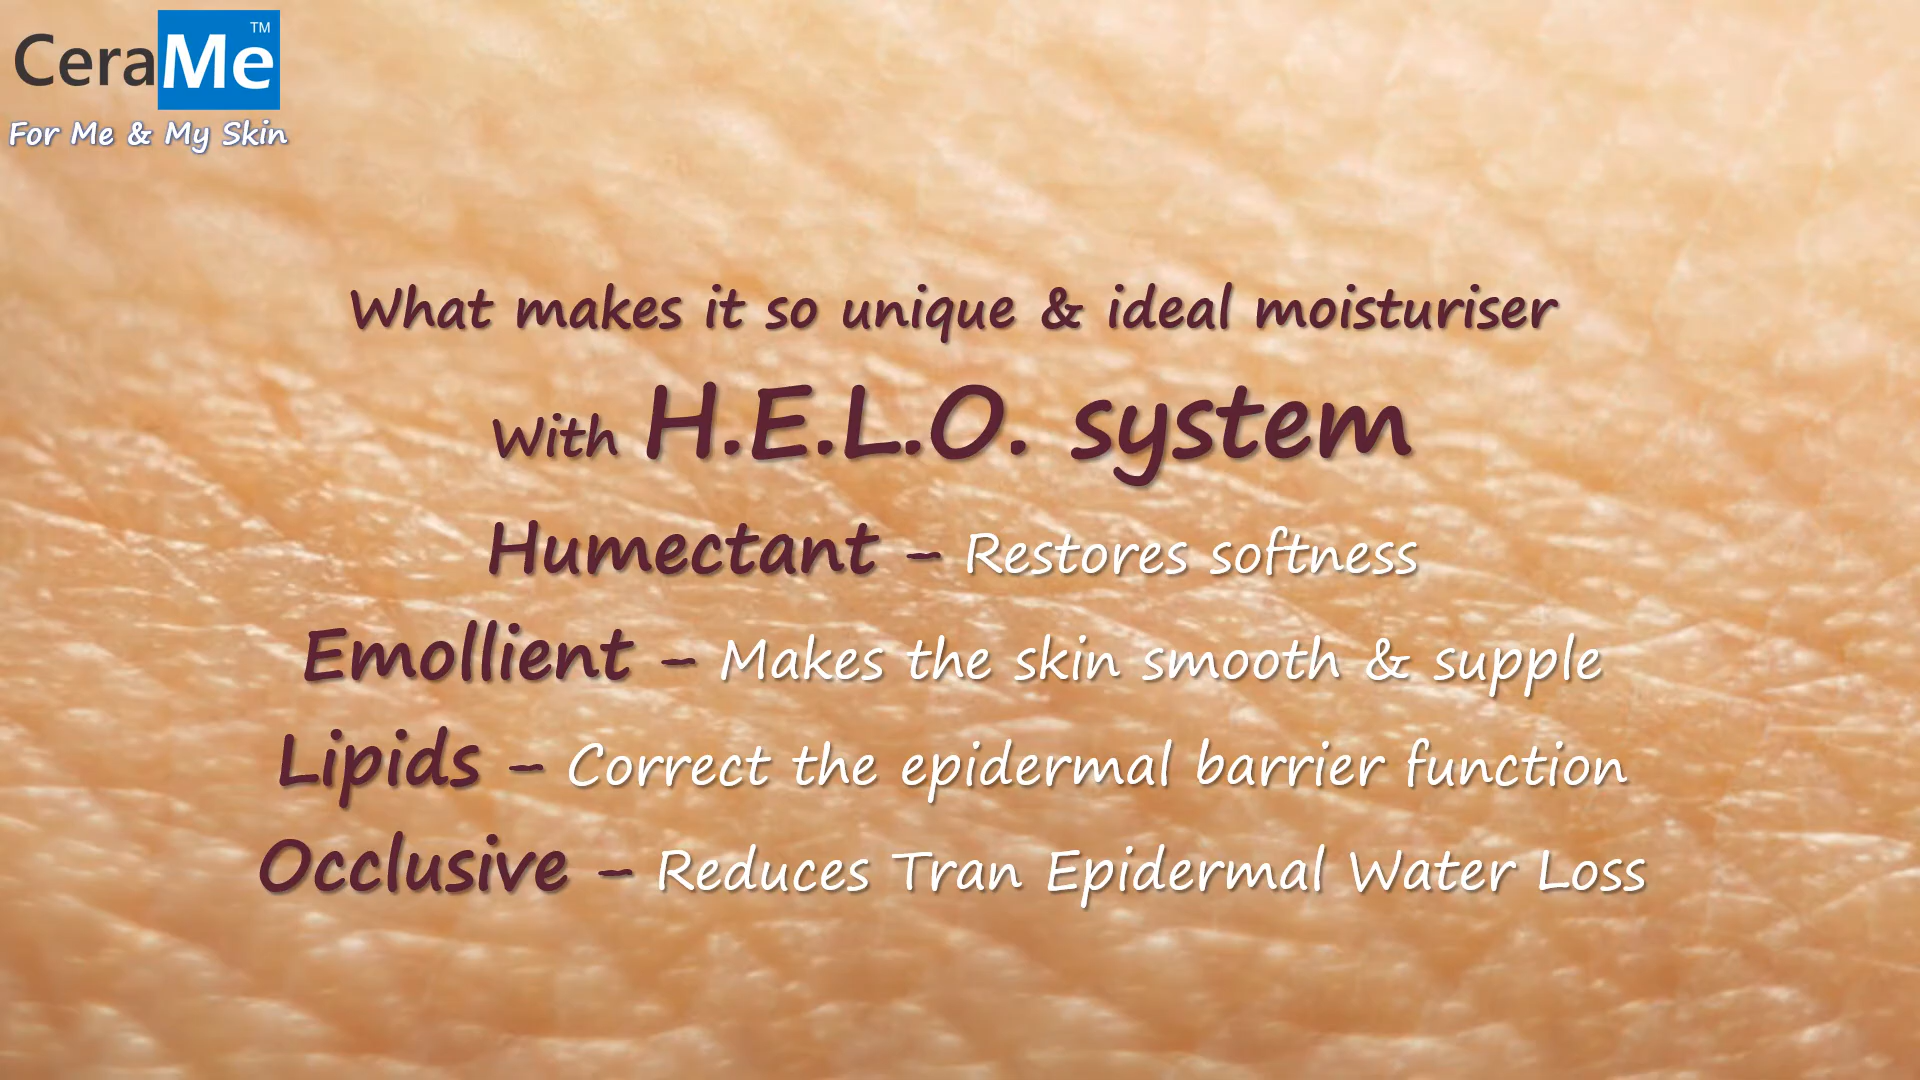 CeraMe™
For Me & My Skin
What makes it so unique & ideal moisturiser
With H.E.L.O. system
Humectant – Restores softness
Emollient – Makes the skin smooth & supple
Lipids – Correct the epidermal barrier function
Occlusive – Reduces Tran Epidermal Water Loss